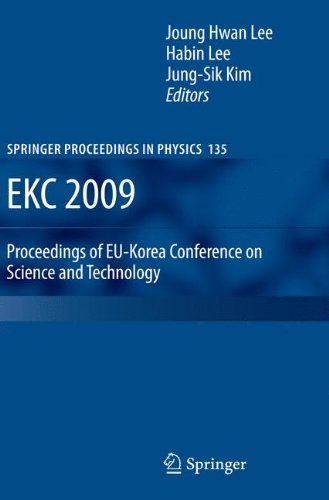 Joung Hwan Lee
Habin Lee
Jung-Sik Kim
Editors
SPRINGER PROCEEDINGS IN PHYSICS 135
EKC 2009
Proceedings of EU-Korea Conference on
Science and Technology
Springer